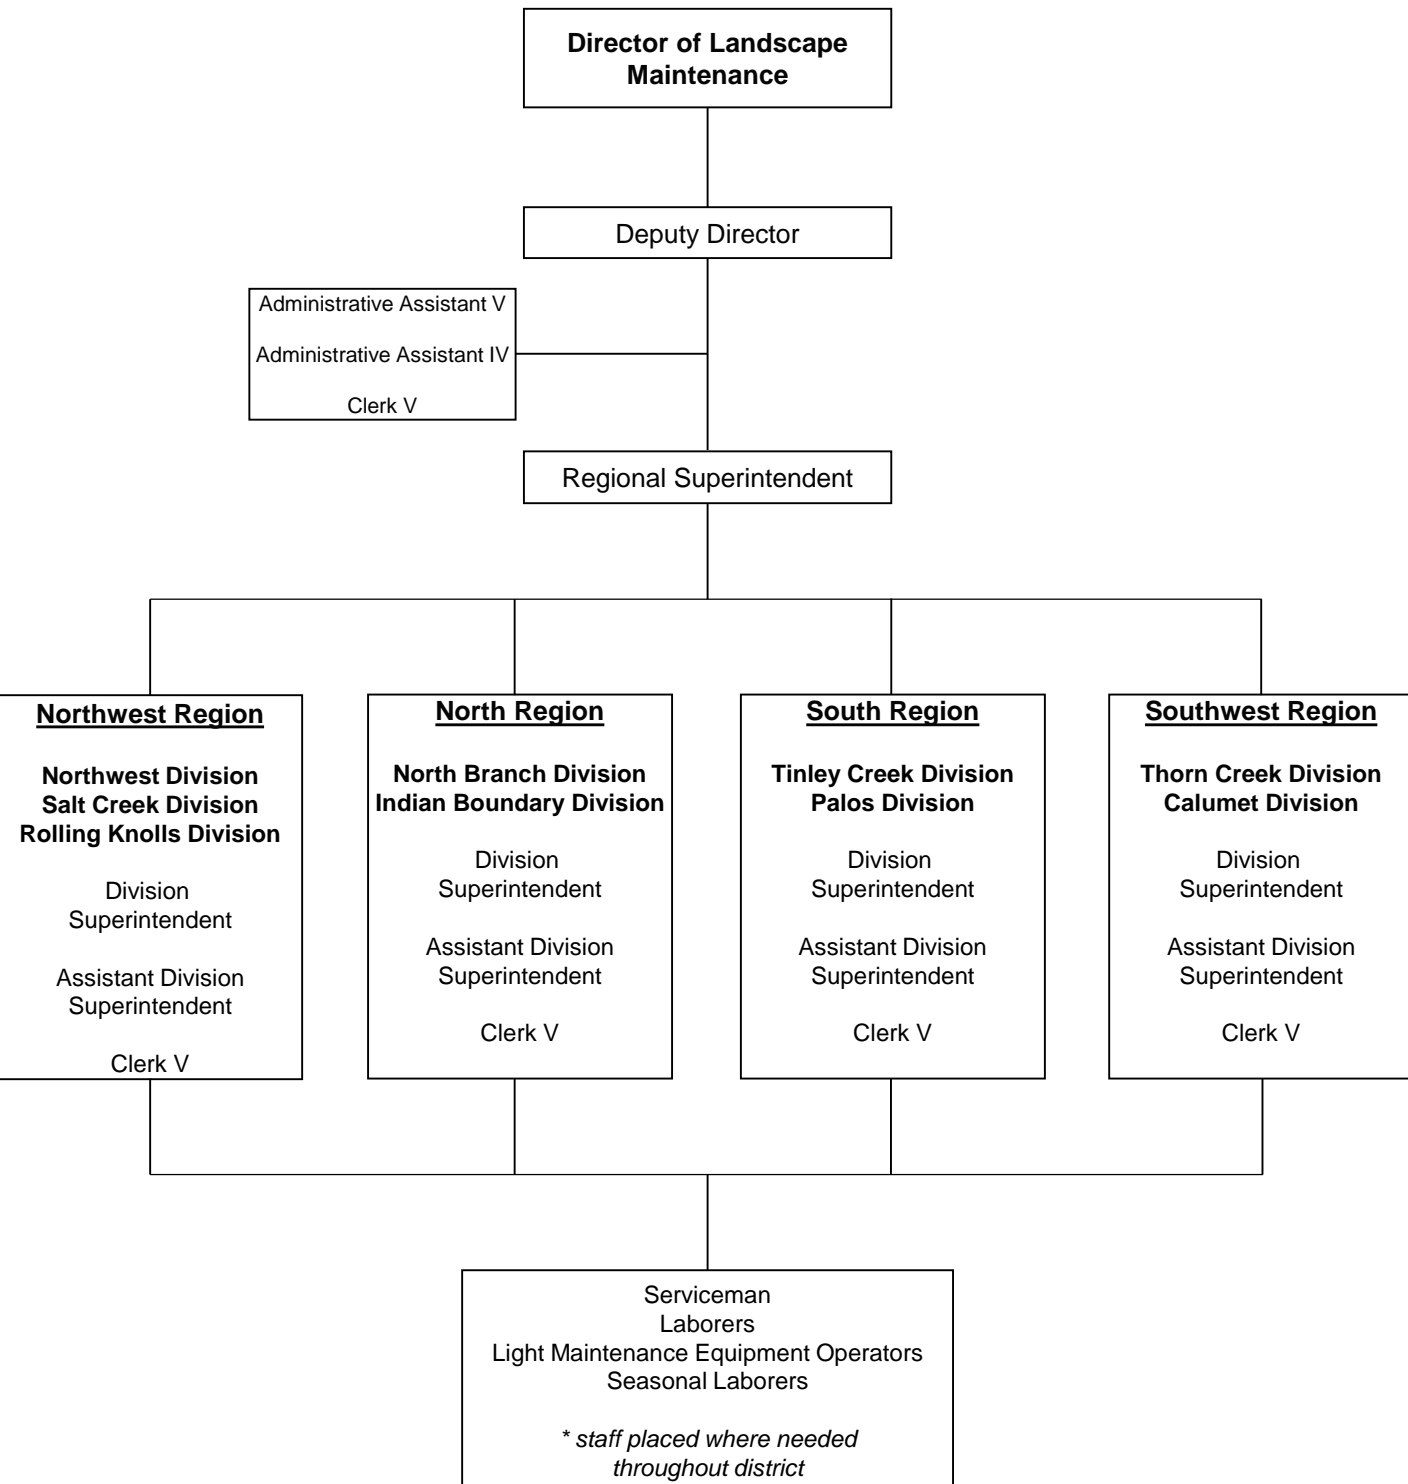 Director of Landscape
Maintenance
Deputy Director
Administrative Assistant V
Administrative Assistant IV
Clerk V
Regional Superintendent
Northwest Region
Northwest Division
Salt Creek Division
Rolling Knolls Division
Division
Superintendent
Assistant Division
Superintendent
Clerk V
North Region
North Branch Division
Indian Boundary Division
Division
Superintendent
Assistant Division
Superintendent
Clerk V
South Region
Tinley Creek Division
Palos Division
Division
Superintendent
Assistant Division
Superintendent
Clerk V
Southwest Region
Thorn Creek Division
Calumet Division
Division
Superintendent
Assistant Division
Superintendent
Clerk V
Serviceman
Laborers
Light Maintenance Equipment Operators
Seasonal Laborers
* staff placed where needed
throughout district